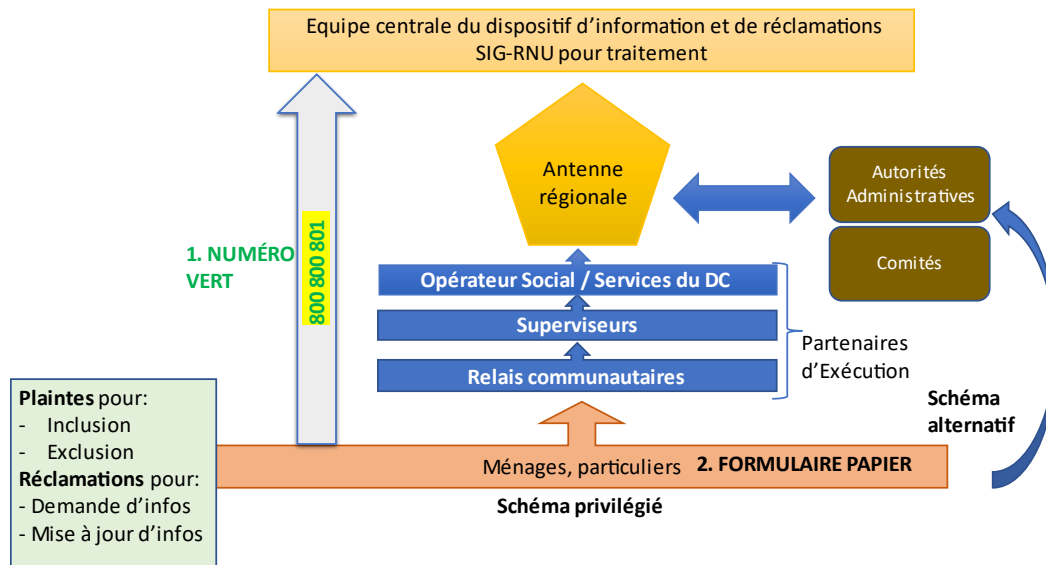 Equipe centrale du dispositif d'information et de réclamations
SIG-RNU pour traitement
Antenne
régionale
Autorités
Administratives
Comités
1. NUMÉRO
VERT
800 800 801
Opérateur Social / Services du DC
Superviseurs
Relais communautaires
Partenaires
d'Exécution
Schéma
alternatif
Plaintes pour:
- Inclusion
- Exclusion
Réclamations pour:
- Demande d'infos
- Mise à jour d'infos
Ménages, particuliers 2. FORMULAIRE PAPIER
Schéma privilégié